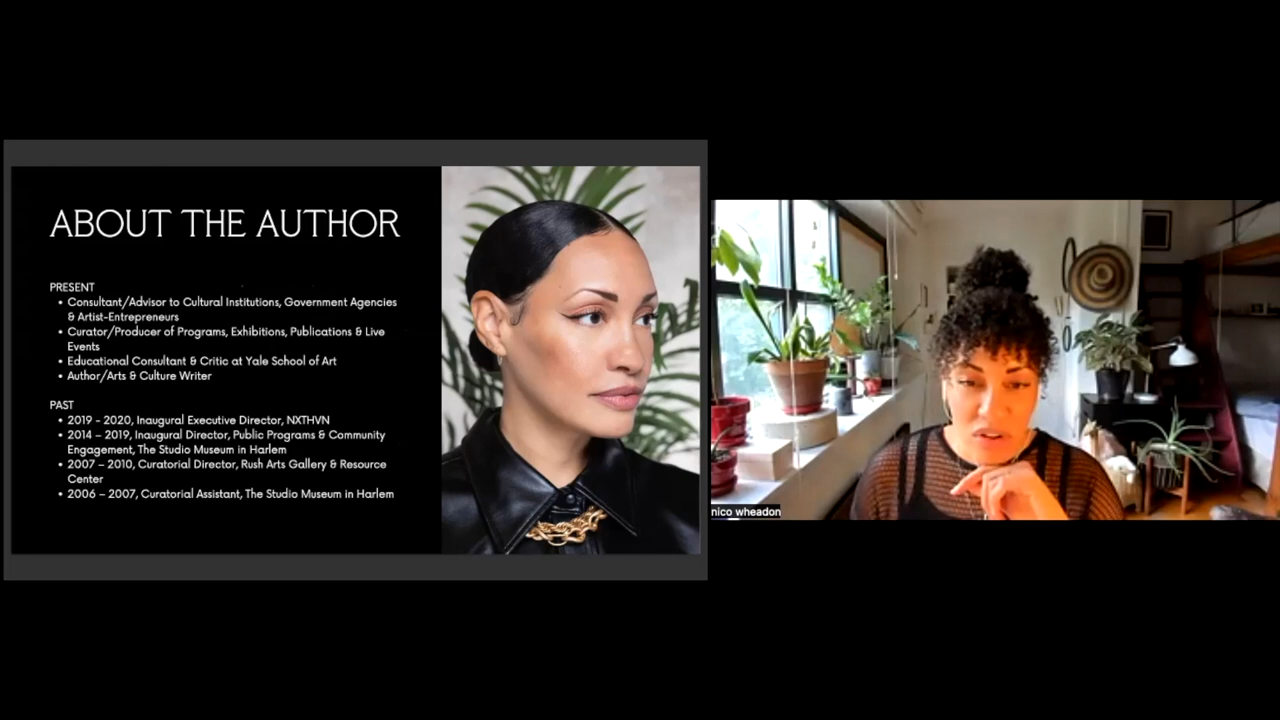 ABOUT THE AUTHOR
PRESENT
• Consultant/Advisor to Cultural Institutions, Government Agencies
& Artist-Entrepreneurs
• Curator/Producer of Programs, Exhibitions, Publications & Live
Events
• Educational Consultant & Critic at Yale School of Art
• Author/Arts & Culture Writer
PAST
• 2019 - 2020, Inaugural Executive Director, NXTHVN
• 2014 – 2019, Inaugural Director, Public Programs & Community
Engagement, The Studio Museum in Harlem
• 2007 – 2010, Curatorial Director, Rush Arts Gallery & Resource
Center
• 2006 – 2007, Curatorial Assistant, The Studio Museum in Harlem
nico wheadon